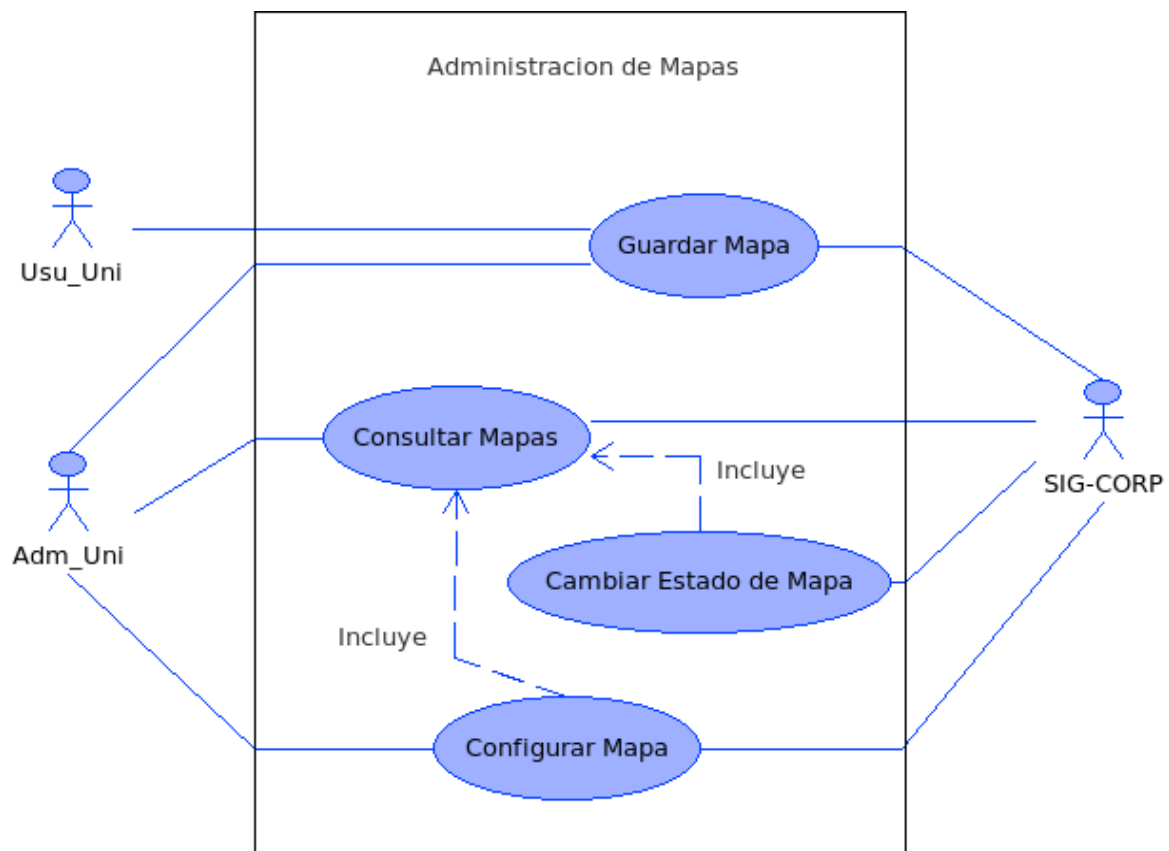 Administracion de Mapas
Usu_Uni
Guardar Mapa
Consultar Mapas
Incluye
SIG-CORP
Adm_Uni
Cambiar Estado de Mapa
Incluye
Configurar Mapa